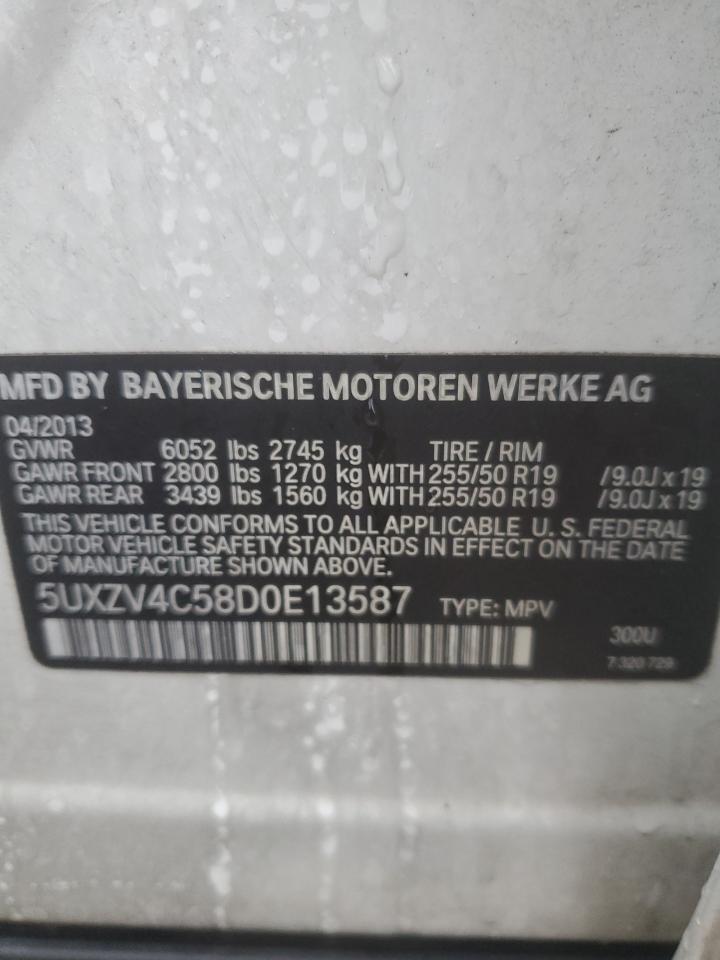 MFD BY BAYERISCHE MOTOREN WERKE AG
04/2013
GVWR 6052 lbs 2745 kg TIRE / RIM
GAWR FRONT 2800 lbs 1270 kg WITH 255/50 R19 /9.0J x 19
GAWR REAR 3439 lbs 1560 kg WITH 255/50 R19 /9.0J x 19
THIS VEHICLE CONFORMS TO ALL APPLICABLE U. S. FEDERAL
MOTOR VEHICLE SAFETY STANDARDS IN EFFECT ON THE DATE
OF MANUFACTURE SHOWN ABOVE.
5UXZV4C58D0E13587 TYPE: MPV
300U
7 320 729